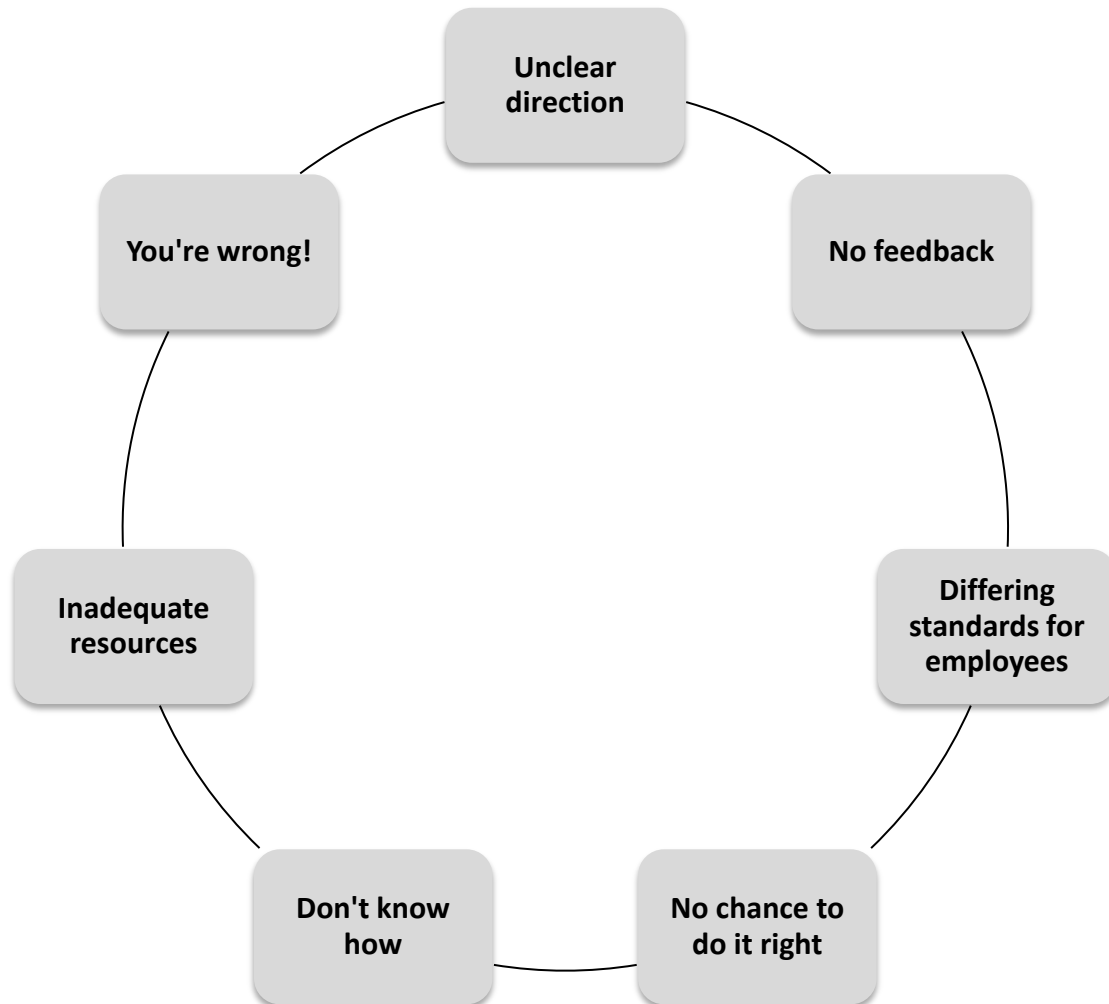 Unclear
direction
No feedback
Differing
standards for
employees
No chance to
do it right
Don't know
how
Inadequate
resources
You're wrong!